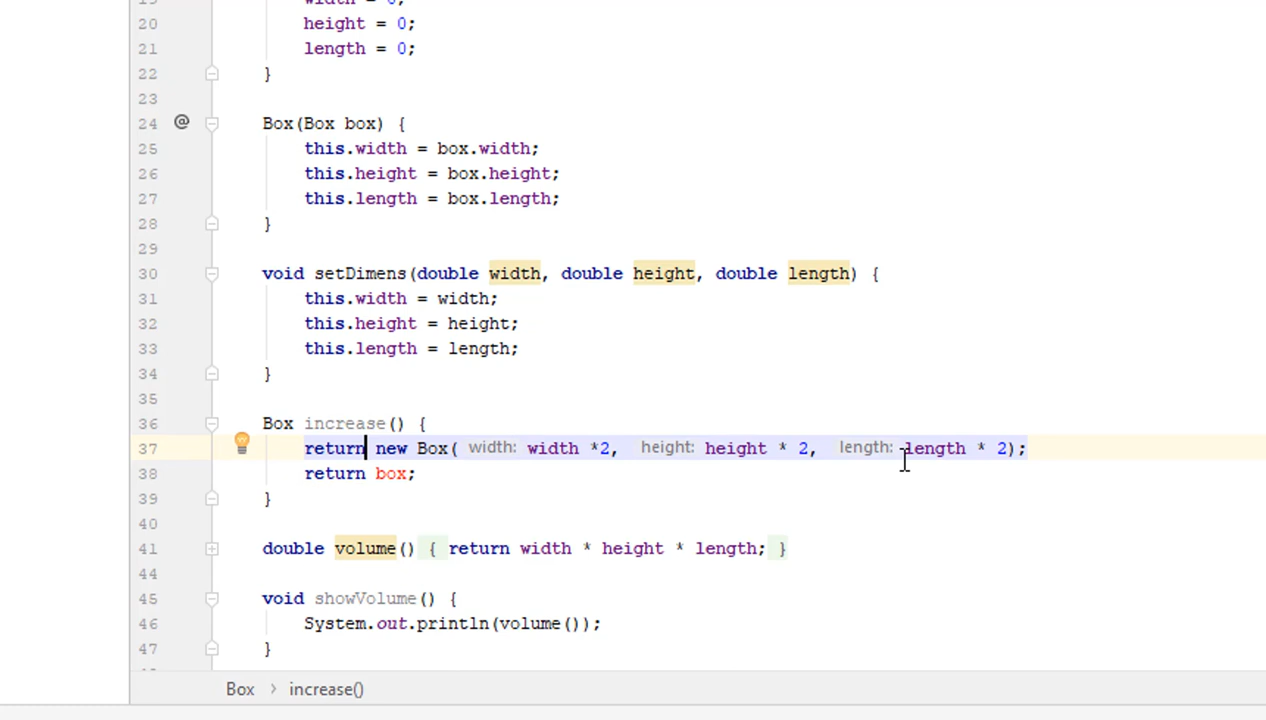 19 width = 0;
20 height = 0;
21 length = 0;
22 }
23
24 @ Box(Box box) {
25 this.width = box.width;
26 this.height = box.height;
27 this.length = box.length;
28 }
29
30 void setDimens(double width, double height, double length) {
31 this.width = width;
32 this.height = height;
33 this.length = length;
34 }
35
36 Box increase() {
37 return new Box( width: width *2, height: height * 2, length: length * 2);
38 return box;
39 }
40
41 double volume() { return width * height * length; }
44
45 void showVolume() {
46 System.out.println(volume());
47 }
Box > increase()